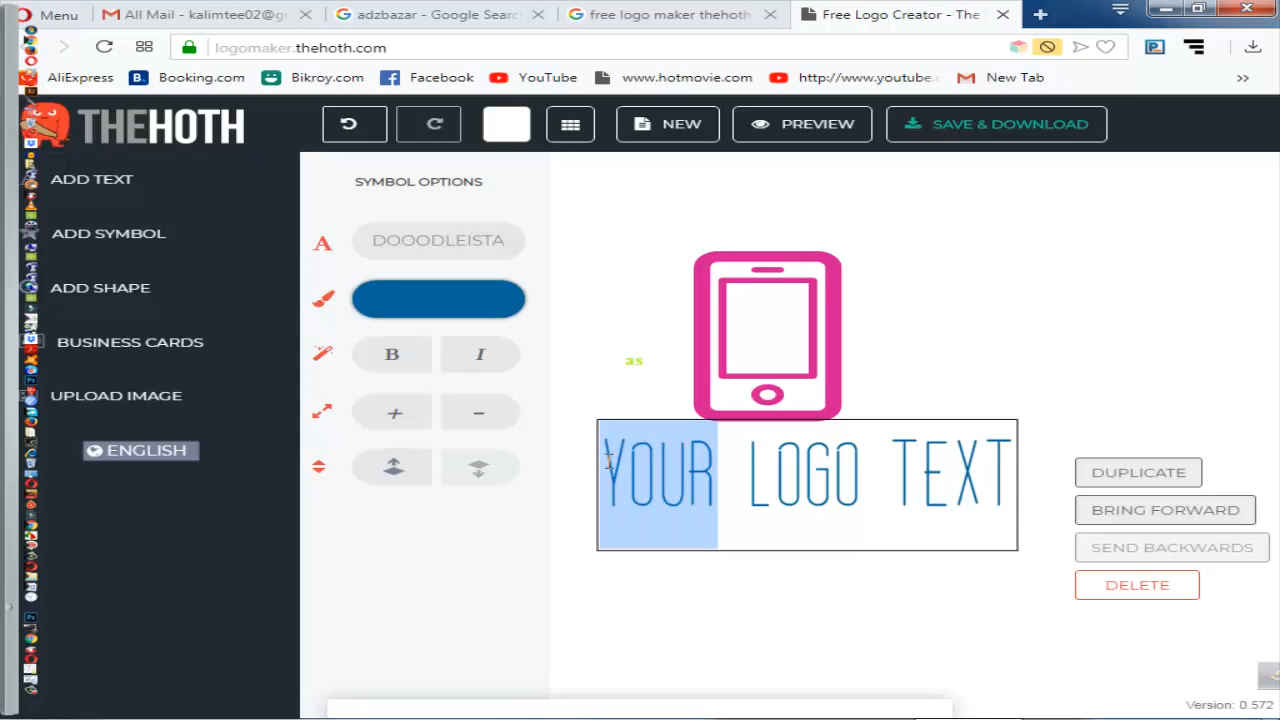 Menu
All Mail - kalimtee02@g
adzbazar - Google Searc
free logo maker thehoth
Free Logo Creator - The
logomaker.thehoth.com
AliExpress
Booking.com
Bikroy.com
Facebook
YouTube
www.hotmoviesm.com
http://www.youtube.
New Tab
THEHOTH
NEW
PREVIEW
SAVE & DOWNLOAD
ADD TEXT
ADD SYMBOL
ADD SHAPE
BUSINESS CARDS
UPLOAD IMAGE
ENGLISH
SYMBOL OPTIONS
A
DOOODLEISTA
B
I
+
-
as
YOUR LOGO TEXT
DUPLICATE
BRING FORWARD
SEND BACKWARDS
DELETE
Version: 0.572